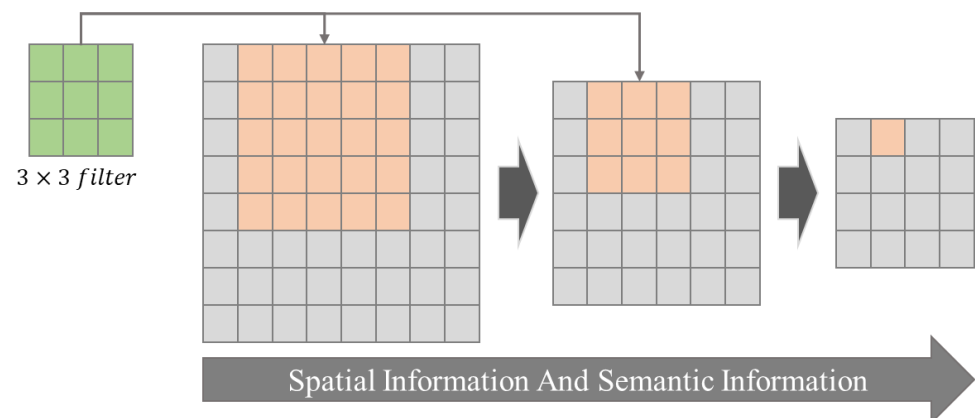 3 × 3 filter
Spatial Information And Semantic Information